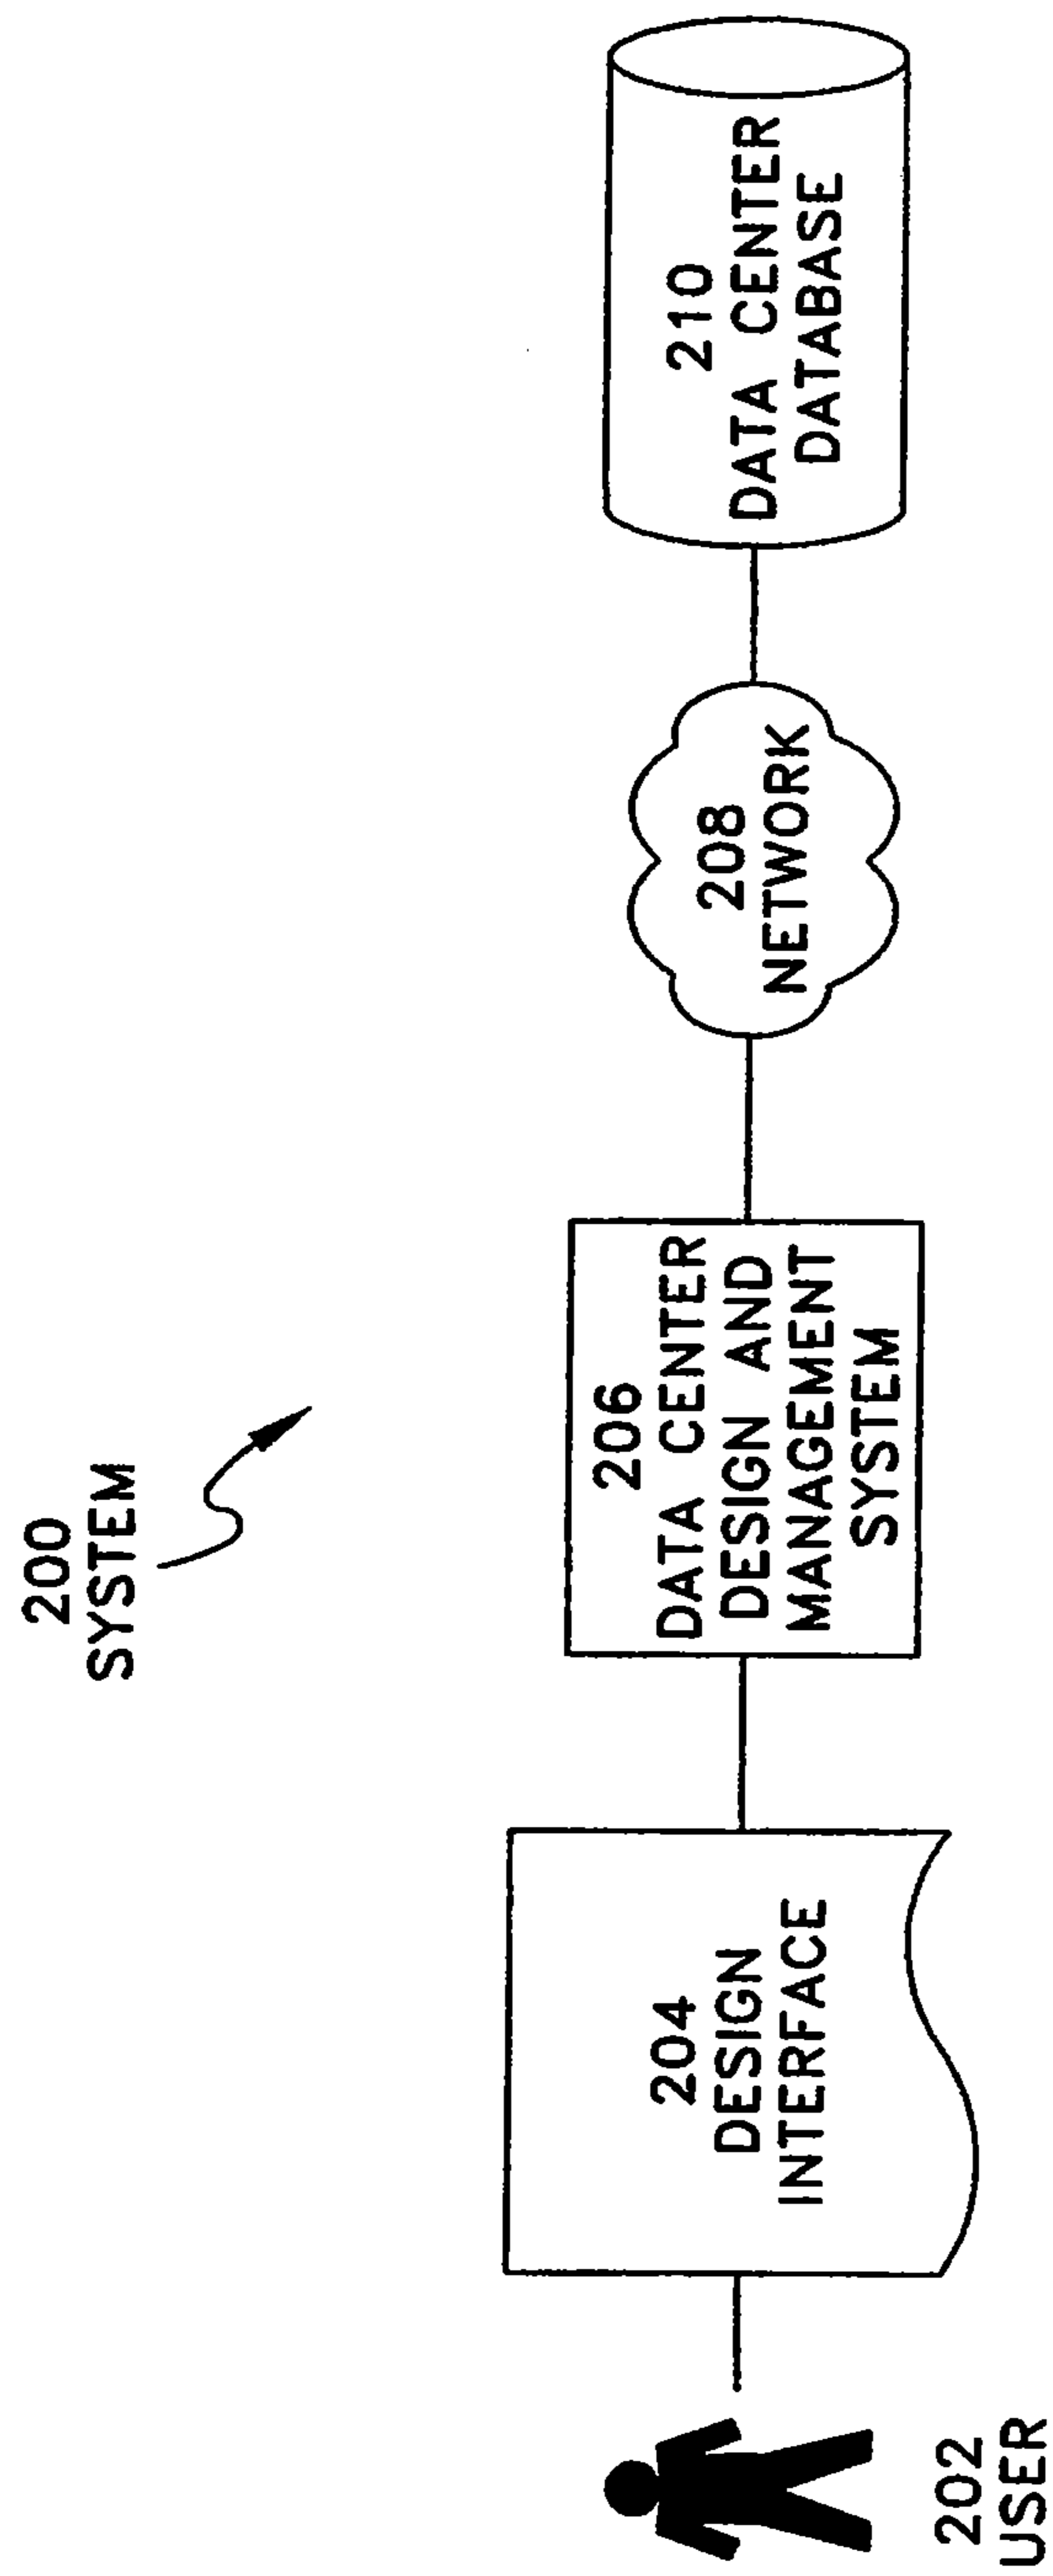 200
SYSTEM
202
USER
204
DESIGN
INTERFACE
206
DATA CENTER
DESIGN AND
MANAGEMENT
SYSTEM
208
NETWORK
210
DATA CENTER
DATABASE